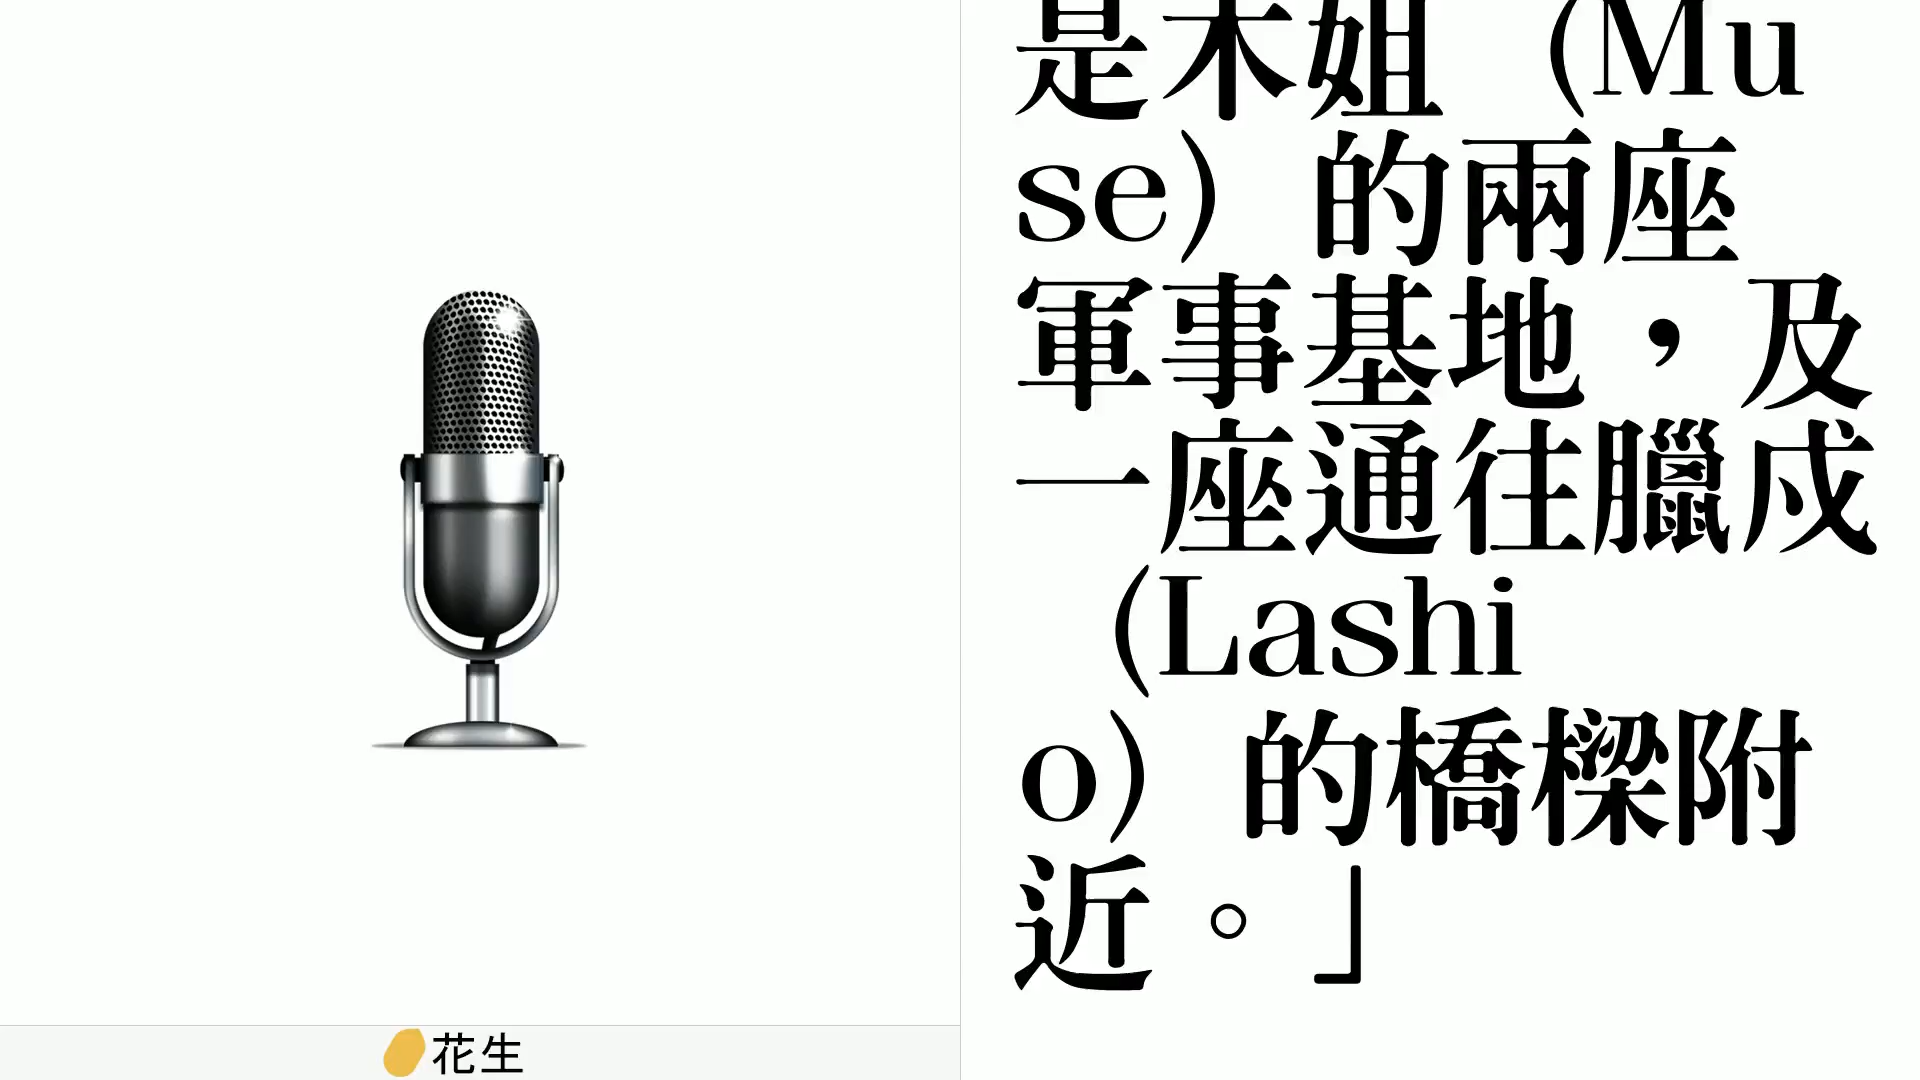 是木姐（Mu
se）的兩座
軍事基地，及
一座通往臘戍
（Lashi
o）的橋樑附
近。」
花生